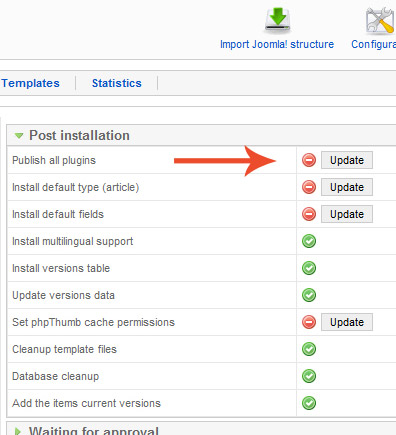 Import Joomla! structure
Configura
Templates
Statistics
Post installation
Publish all plugins Update
Install default type (article) Update
Install default fields Update
Install multilingual support
Install versions table
Update versions data
Set phpThumb cache permissions Update
Cleanup template files
Database cleanup
Add the items current versions
Waiting for approval